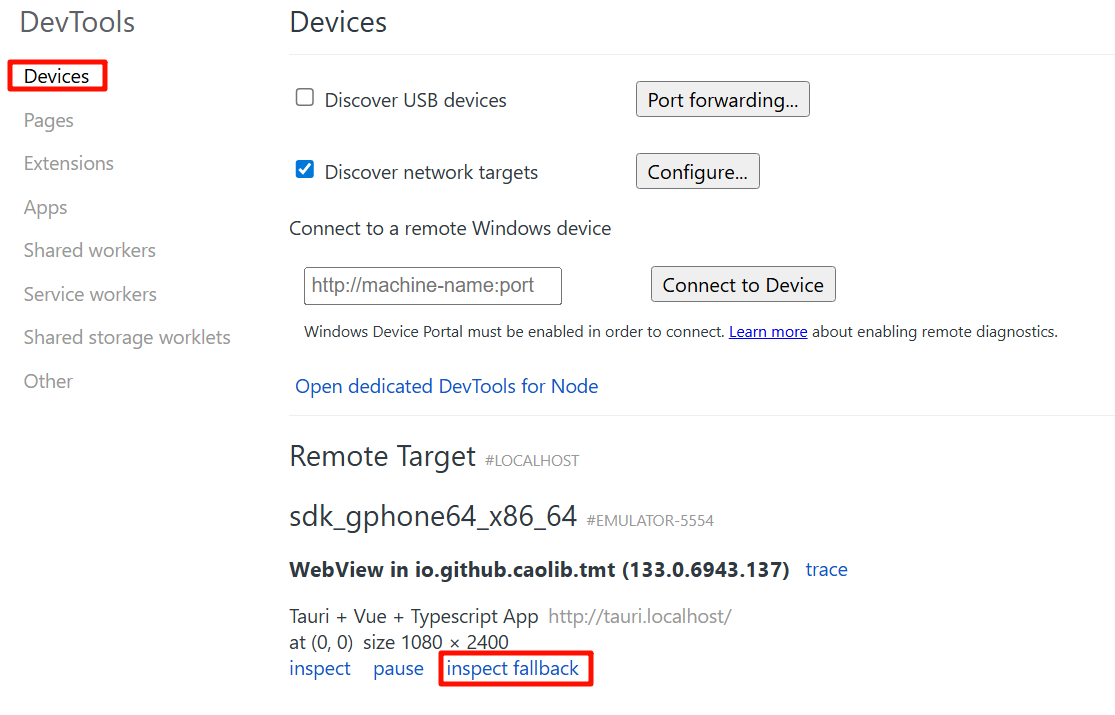 DevTools
Devices
Pages
Extensions
Apps
Shared workers
Service workers
Shared storage worklets
Other
Devices
Discover USB devices
Port forwarding...
Discover network targets
Configure...
Connect to a remote Windows device
http://machine-name:port
Connect to Device
Windows Device Portal must be enabled in order to connect. Learn more about enabling remote diagnostics.
Open dedicated DevTools for Node
Remote Target #LOCALHOST
sdk_gphone64_x86_64 #EMULATOR-5554
WebView in io.github.caolib.tmt (133.0.6943.137) trace
Tauri + Vue + Typescript App http://tauri.localhost/
at (0, 0) size 1080 × 2400
inspect pause inspect fallback